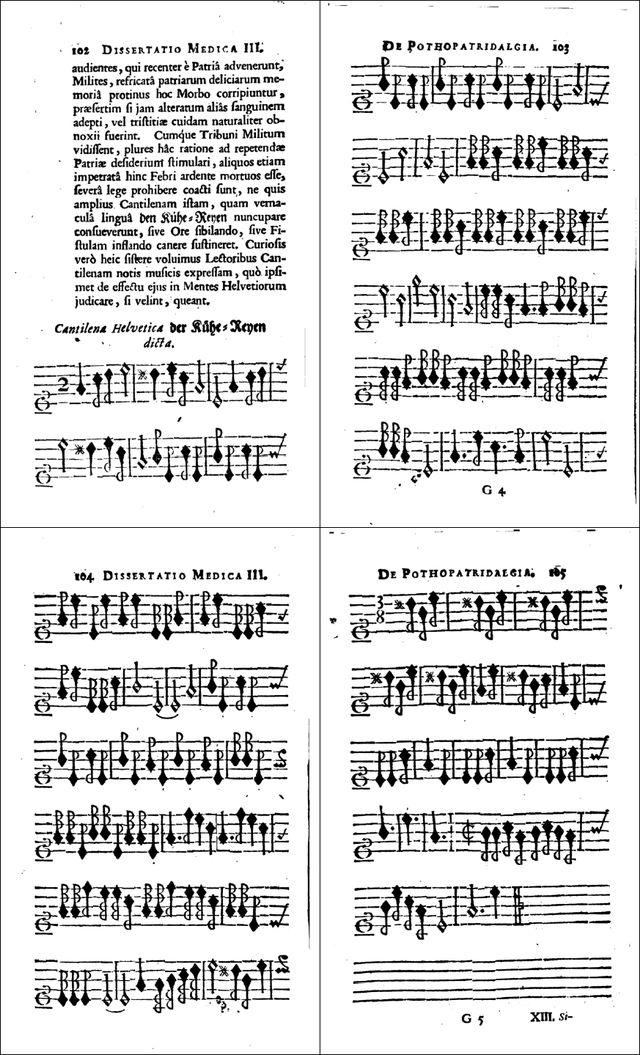 102 DISSERTATIO MEDICA III.
audientes, qui recenter è Patriâ advenerunt,
Milites, refricatâ patriarum deliciarum me-
moriâ protinus hoc Morbo corripiuntur,
præsertim si jam alteratum aliàs sanguinem
adepti, vel tristitiæ cuidam naturaliter ob-
noxii fuerint. Cumque Tribuni Militum
vidissent, plures hâc ratione ad repetendæ
Patriæ desiderium stimulari, aliquos etiam
impetratâ hinc Febri ardente mortuos esse,
severâ lege prohibere coacti sunt, ne quis
amplius Cantilenam istam, quam verna-
culâ linguâ den Kühe-Reyen nuncupare
consueverunt, sive Ore sibilando, sive Fi-
stulam inflando canere sustineret. Curiosis
verò heic sistere voluimus Lectoribus Can-
tilenam notis musicis expressam, quò ipsi-
met de effectu ejus in Mentes Helvetiorum
judicare, si velint, queant.
Cantilena Helvetica der Kühe-Reyen
dicta.
2
DE POTHOPATRIDALGIA. 103
G 4
104 DISSERTATIO MEDICA III.
DE POTHOPATRIDALGIA. 105
3
8
G 5 XIII. Si-